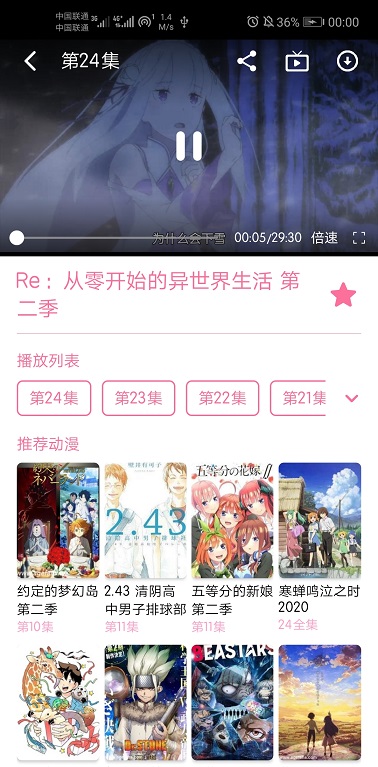 中国联通 3G 4G+ 1 1.4 36% 00:00
中国联通 M/s
第24集
为什么会下雪 00:05/29:30 倍速
Re： 从零开始的异世界生活 第
二季
播放列表
第24集 第23集 第22集 第21集
推荐动漫
五等分の花嫁
2.43
约定的梦幻岛 2.43 清阴高 五等分的新娘 寒蝉鸣泣之时
第二季 中男子排球部 第二季 2020
第10集 第11集 第11集 24全集
BEASTARS
Dr.STONE